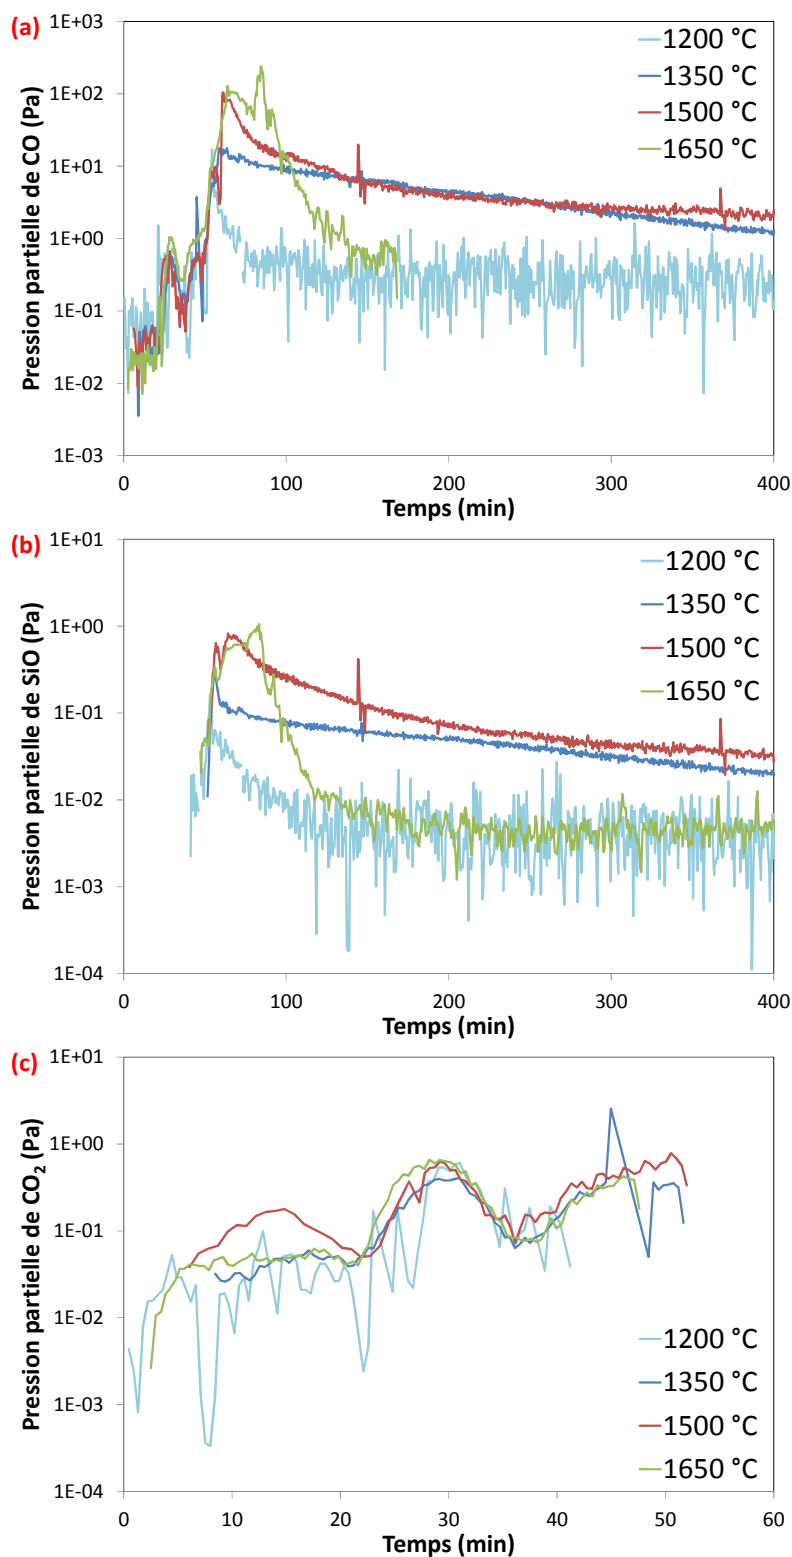 (a)
Pression partielle de CO (Pa)
1E+03
1E+02
1E+01
1E+00
1E-01
1E-02
1E-03
1200 °C
1350 °C
1500 °C
1650 °C
0 100 200 300 400
Temps (min)
(b)
Pression partielle de SiO (Pa)
1E+01
1E+00
1E-01
1E-02
1E-03
1E-04
1200 °C
1350 °C
1500 °C
1650 °C
0 100 200 300 400
Temps (min)
(c)
Pression partielle de CO₂ (Pa)
1E+01
1E+00
1E-01
1E-02
1E-03
1E-04
1200 °C
1350 °C
1500 °C
1650 °C
0 10 20 30 40 50 60
Temps (min)